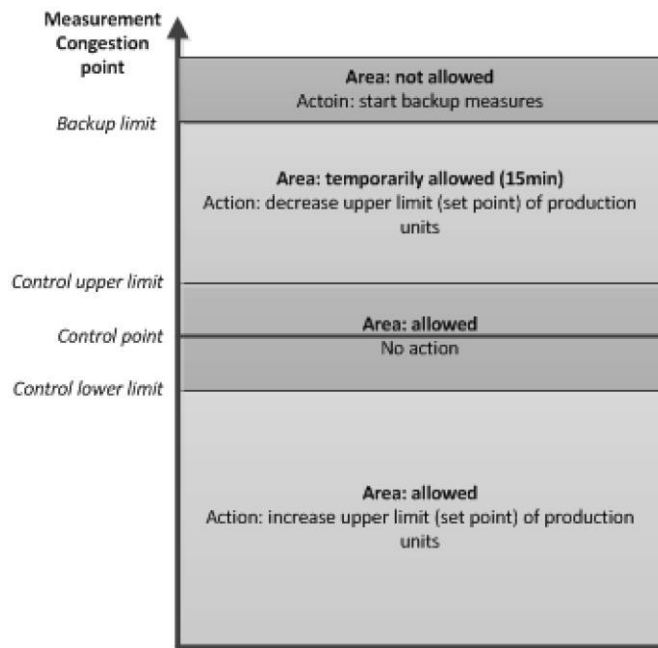 Measurement
Congestion
point
Area: not allowed
Actoin: start backup measures
Backup limit
Area: temporarily allowed (15min)
Action: decrease upper limit (set point) of production
units
Control upper limit
Area: allowed
Control point
No action
Control lower limit
Area: allowed
Action: increase upper limit (set point) of production
units